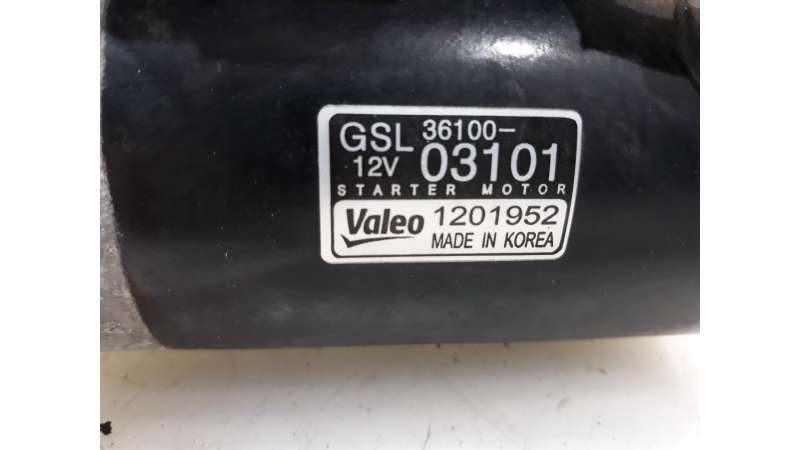 GSL 36100-
12V 03101
STARTER MOTOR
Valeo 1201952
MADE IN KOREA